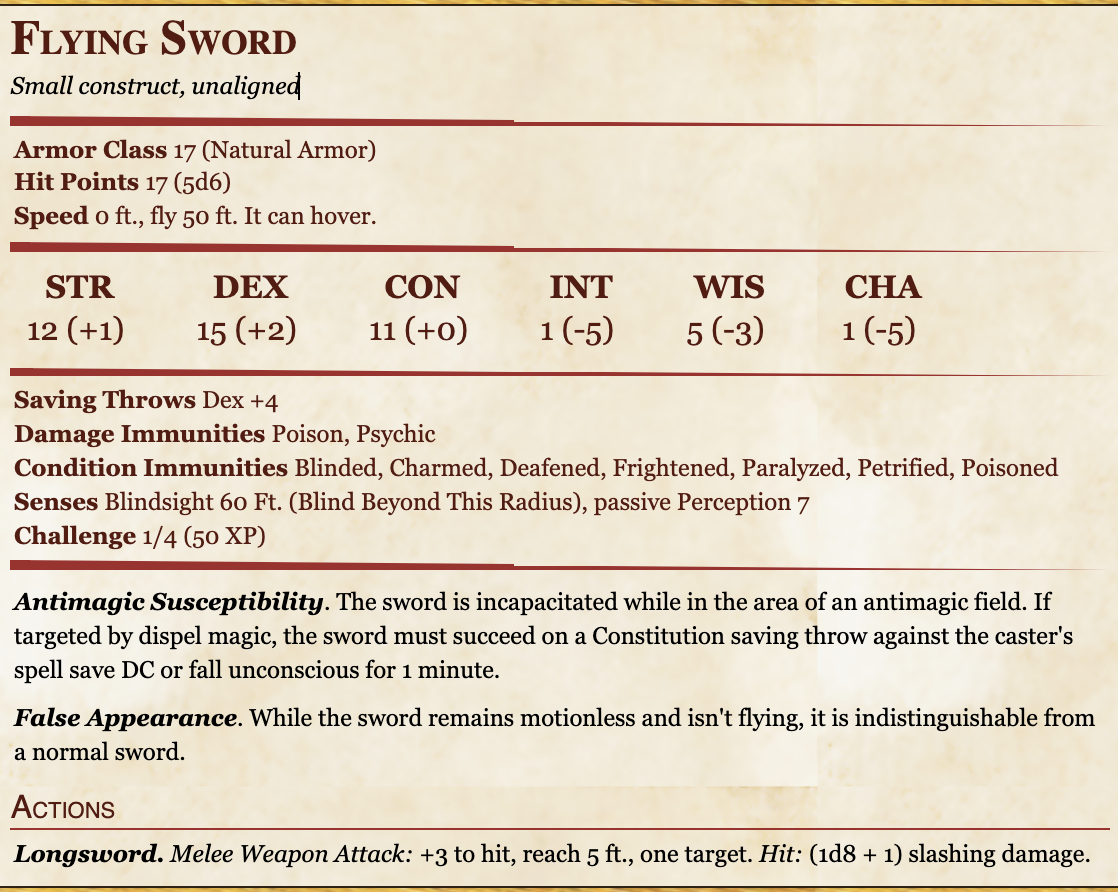 Flying Sword
Small construct, unaligned
Armor Class 17 (Natural Armor)
Hit Points 17 (5d6)
Speed 0 ft., fly 50 ft. It can hover.
STR DEX CON INT WIS CHA
12 (+1) 15 (+2) 11 (+0) 1 (-5) 5 (-3) 1 (-5)
Saving Throws Dex +4
Damage Immunities Poison, Psychic
Condition Immunities Blinded, Charmed, Deafened, Frightened, Paralyzed, Petrified, Poisoned
Senses Blindsight 60 Ft. (Blind Beyond This Radius), passive Perception 7
Challenge 1/4 (50 XP)
Antimagic Susceptibility. The sword is incapacitated while in the area of an antimagic field. If
targeted by dispel magic, the sword must succeed on a Constitution saving throw against the caster's
spell save DC or fall unconscious for 1 minute.
False Appearance. While the sword remains motionless and isn't flying, it is indistinguishable from
a normal sword.
Actions
Longsword. Melee Weapon Attack: +3 to hit, reach 5 ft., one target. Hit: (1d8 + 1) slashing damage.